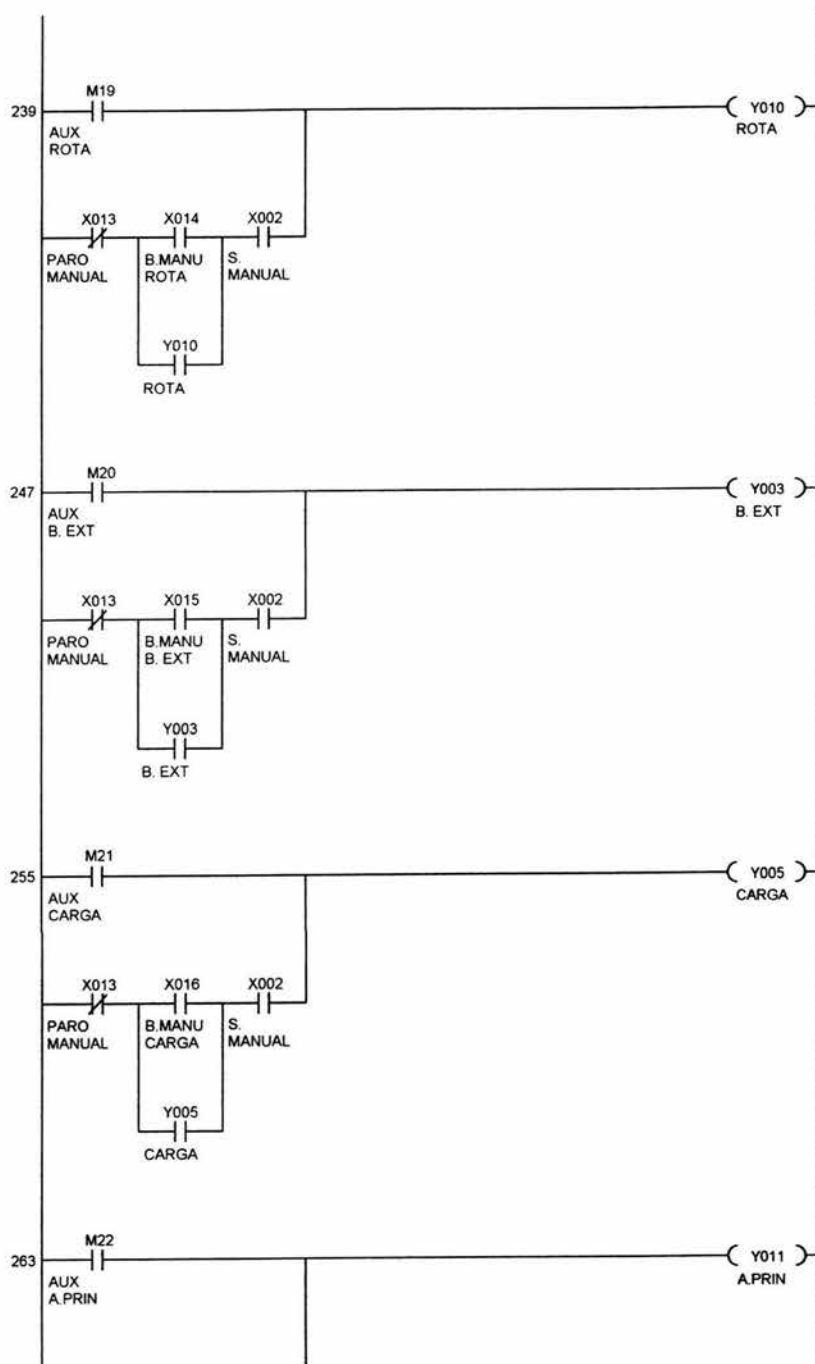 M19
239
Y010
AUX
ROTA
ROTA
X013 X014 X002
PARO
MANUAL
B.MANU
ROTA
S.
MANUAL
Y010
ROTA
M20
247
Y003
AUX
B. EXT
B. EXT
X013 X015 X002
PARO
MANUAL
B.MANU
B. EXT
S.
MANUAL
Y003
B. EXT
M21
255
Y005
AUX
CARGA
CARGA
X013 X016 X002
PARO
MANUAL
B.MANU
CARGA
S.
MANUAL
Y005
CARGA
M22
263
Y011
AUX
A.PRIN
A.PRIN